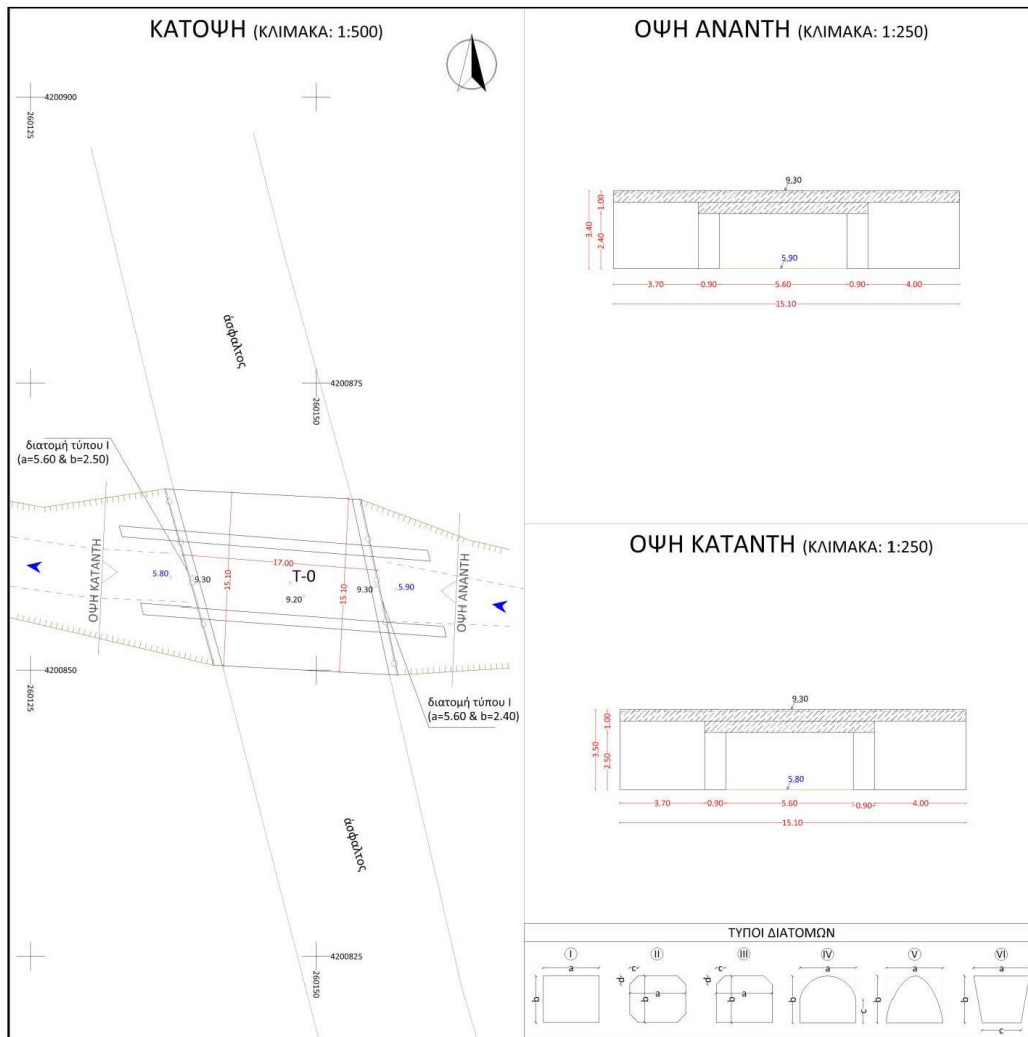 ΚΑΤΟΨΗ (ΚΛΙΜΑΚΑ: 1:500)
4200900
260125
άσφαλτος
4200875
260150
διατομή τύπου Ι
(a=5.60 & b=2.50)
ΟΨΗ ΚΑΤΑΝΤΗ
5.80
9.30
15.10
17.00
T-0
9.20
15.10
9.30
5.90
ΟΨΗ ΑΝΑΝΤΗ
4200850
260125
διατομή τύπου Ι
(a=5.60 & b=2.40)
άσφαλτος
4200825
260150
ΟΨΗ ΑΝΑΝΤΗ (ΚΛΙΜΑΚΑ: 1:250)
9.30
3.40
1.00
2.40
5.90
3.70 0.90 5.60 0.90 4.00
15.10
ΟΨΗ ΚΑΤΑΝΤΗ (ΚΛΙΜΑΚΑ: 1:250)
9.30
3.50
1.00
2.50
5.80
3.70 0.90 5.60 0.90 4.00
15.10
ΤΥΠΟΙ ΔΙΑΤΟΜΩΝ
I II III IV V VI
a b
c d b a
c d b a
a b c
a b
a b c